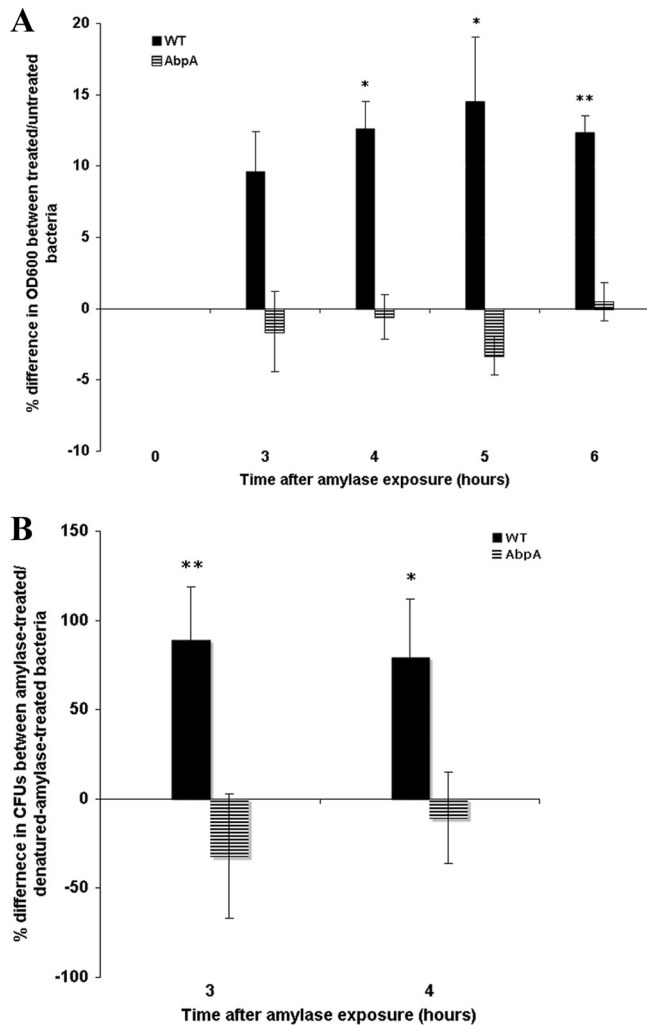 A
WT
AbpA
% difference in OD600 between treated/untreated
bacteria
20
15
10
5
0
-5
-10
*
*
**
0 3 4 5 6
Time after amylase exposure (hours)
B
WT
AbpA
% differnece in CFUs between amylase-treated/
denatured-amylase-treated bacteria
150
100
50
0
-50
-100
**
*
3 4
Time after amylase exposure (hours)